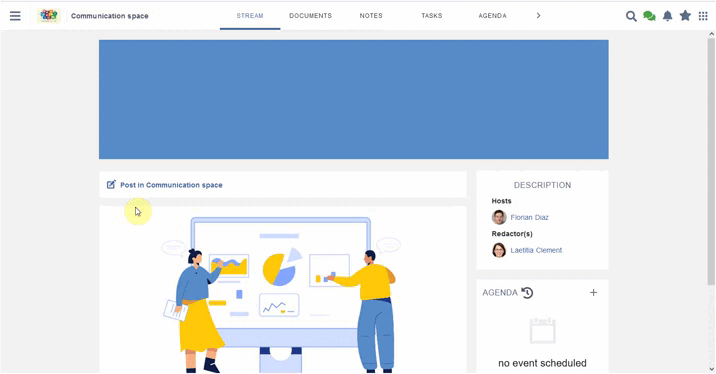 Communication space
STREAM
DOCUMENTS
NOTES
TASKS
AGENDA
Post in Communication space
DESCRIPTION
Hosts
Florian Diaz
Redactor(s)
Laetitia Clement
AGENDA
no event scheduled